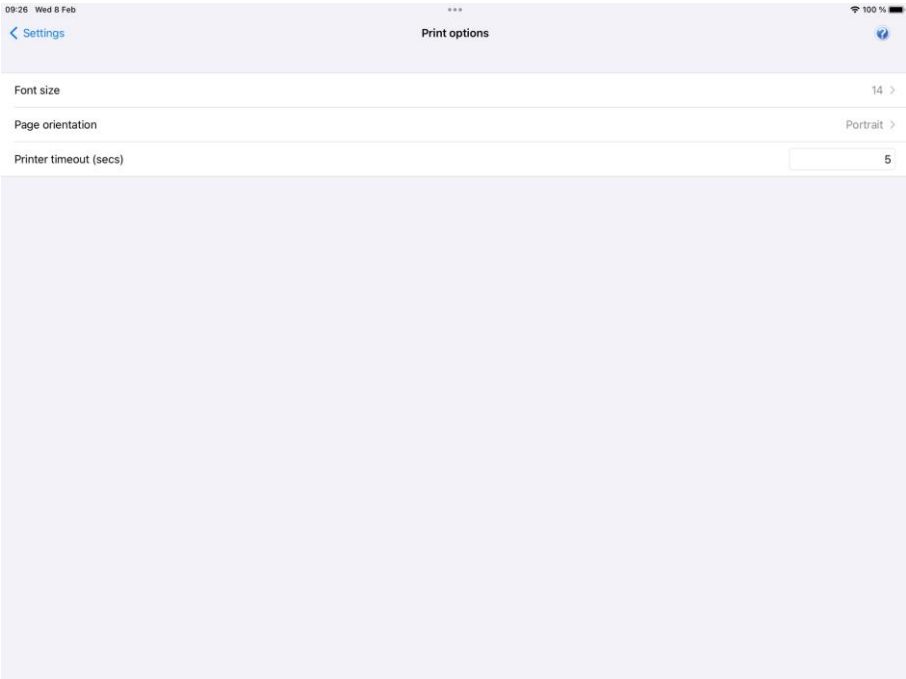 09:26 Wed 8 Feb 100 %
Settings Print options ?
Font size 14
Page orientation Portrait
Printer timeout (secs) 5